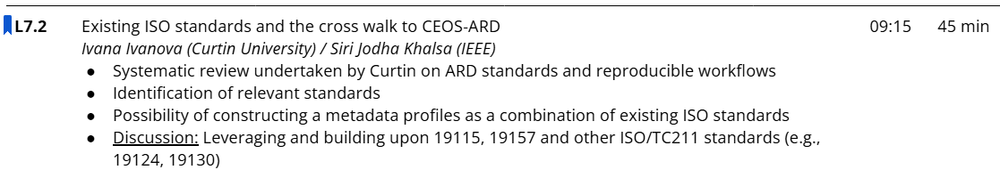 L7.2 Existing ISO standards and the cross walk to CEOS-ARD 09:15 45 min
Ivana Ivanova (Curtin University) / Siri Jodha Khalsa (IEEE)
● Systematic review undertaken by Curtin on ARD standards and reproducible workflows
● Identification of relevant standards
● Possibility of constructing a metadata profiles as a combination of existing ISO standards
● Discussion: Leveraging and building upon 19115, 19157 and other ISO/TC211 standards (e.g.,
19124, 19130)